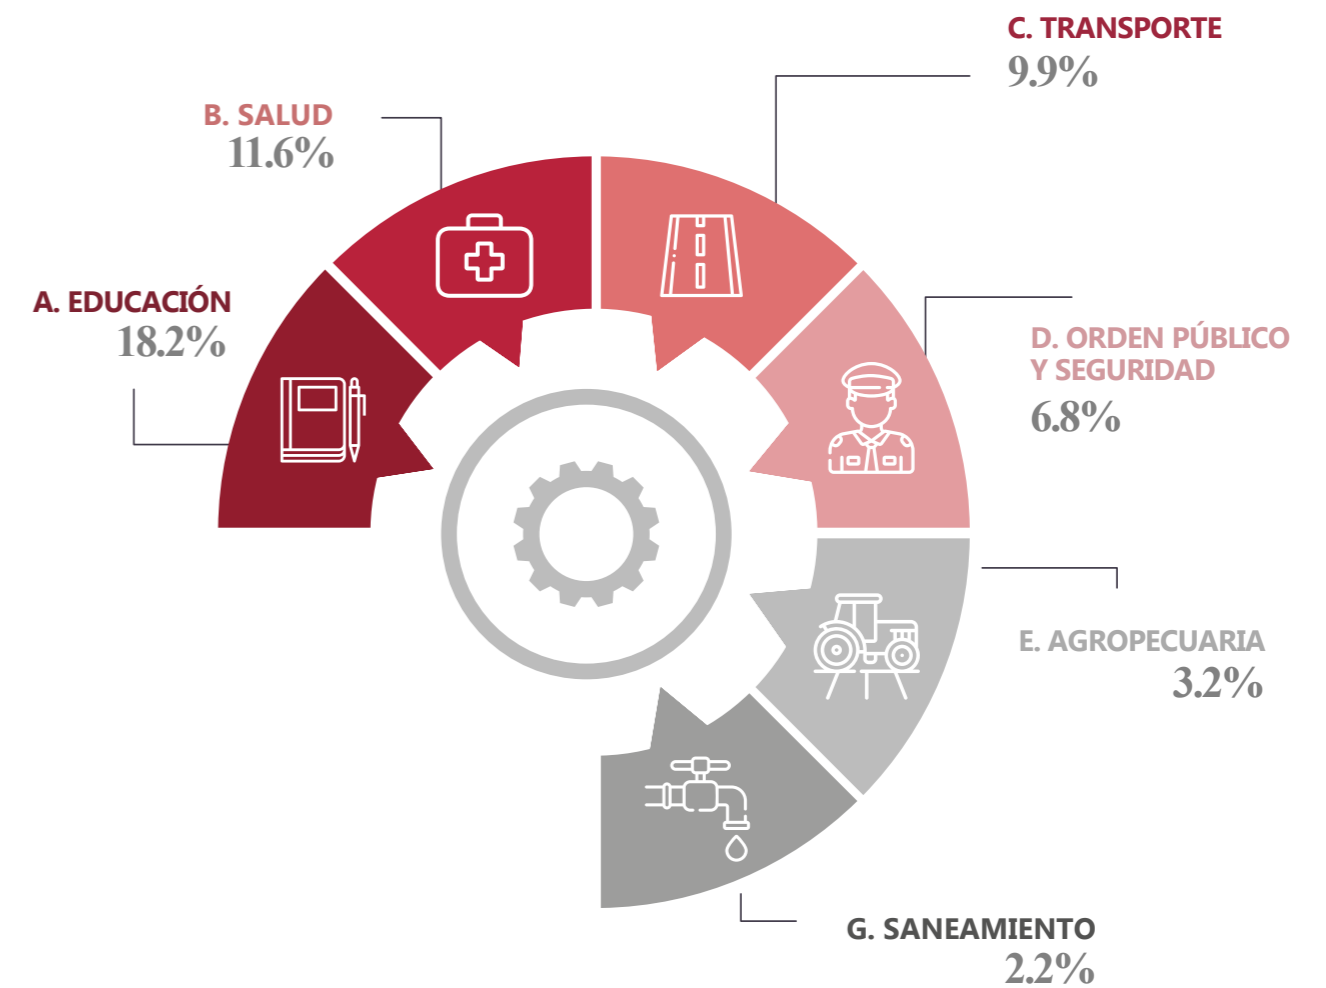 C. TRANSPORTE
9.9%
B. SALUD
11.6%
A. EDUCACIÓN
18.2%
D. ORDEN PÚBLICO
Y SEGURIDAD
6.8%
E. AGROPECUARIA
3.2%
G. SANEAMIENTO
2.2%